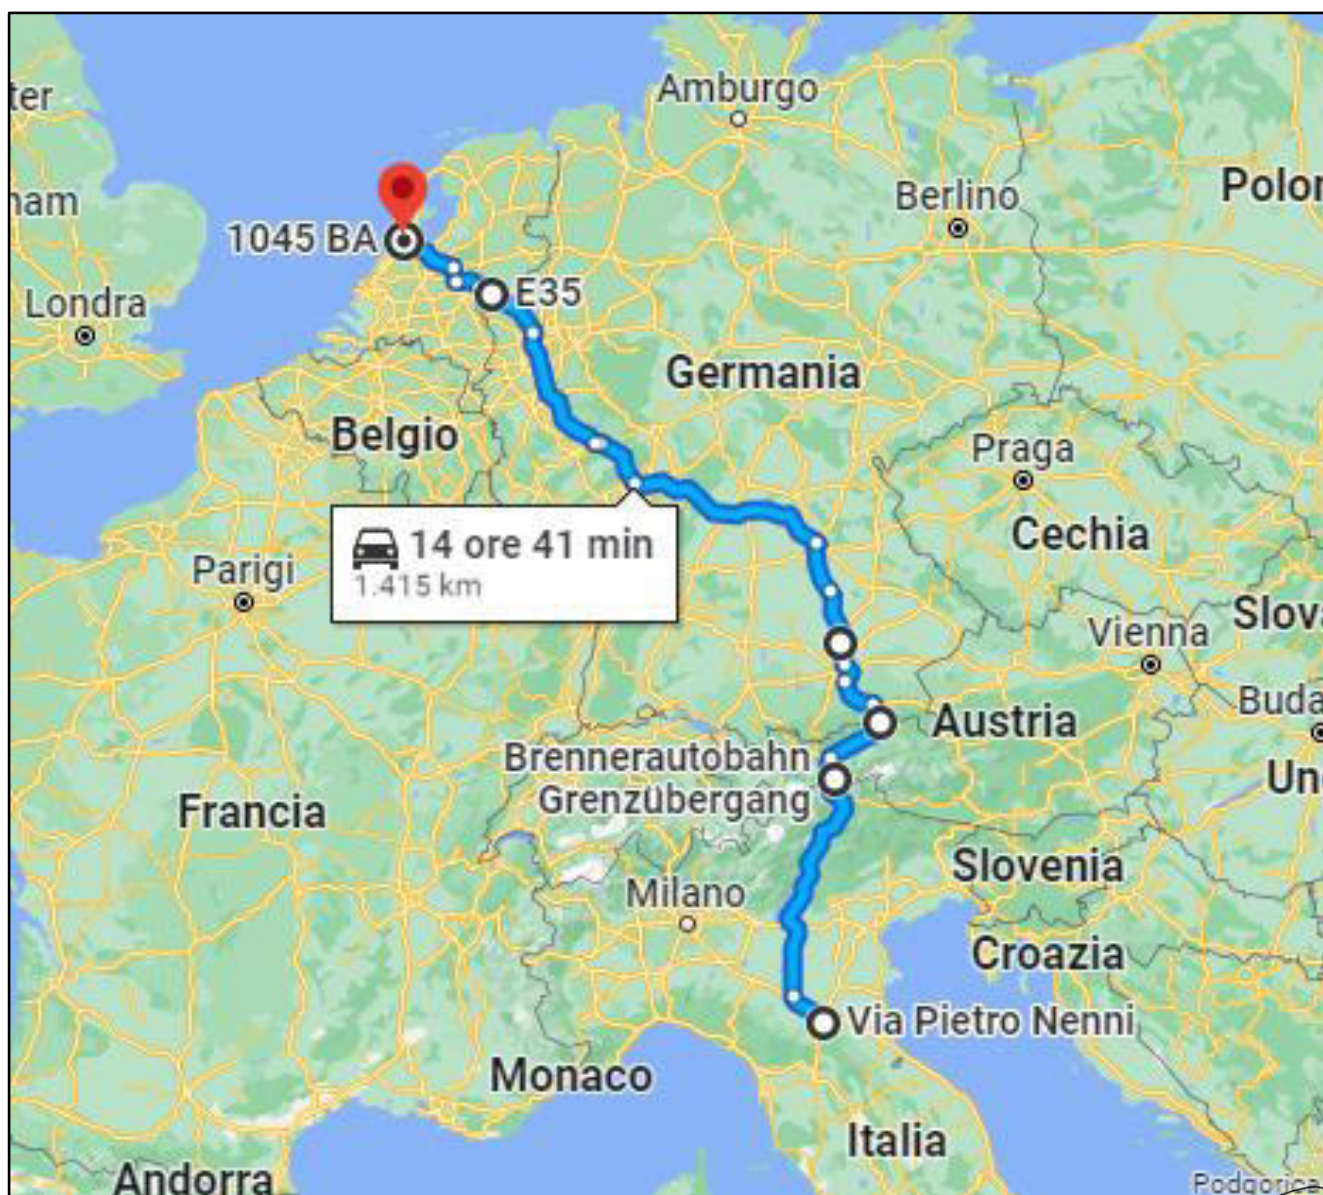 ter
Amburgo
ham
Berlino
Polor
1045 BA
Londra
E35
Germania
Belgio
Praga
Cechia
14 ore 41 min
1.415 km
Parigi
Vienna
Slova
Buda
Austria
Brennerautobahn
Grenzübergang
Un
Francia
Slovenia
Milano
Croazia
Via Pietro Nenni
Monaco
Italia
Andorra
Podgorica